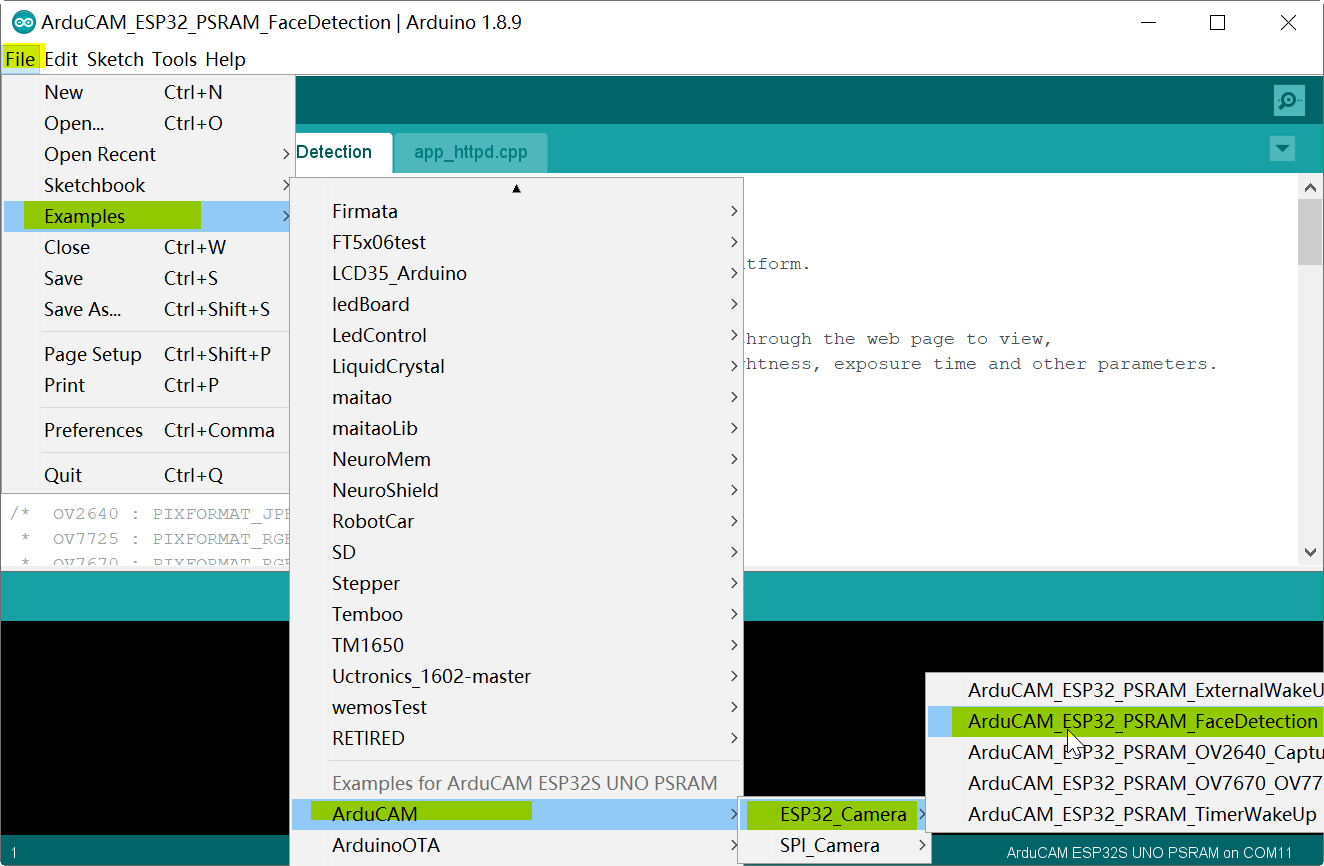 ArduCAM_ESP32_PSRAM_FaceDetection | Arduino 1.8.9
File Edit Sketch Tools Help
New Ctrl+N
Open... Ctrl+O
Open Recent
Sketchbook
Examples
Close Ctrl+W
Save Ctrl+S
Save As... Ctrl+Shift+S
Page Setup Ctrl+Shift+P
Print Ctrl+P
Preferences Ctrl+Comma
Quit Ctrl+Q
Detection app_httpd.cpp
tform.
hrough the web page to view,
htness, exposure time and other parameters.
/* OV2640 : PIXFORMAT_JPE
* OV7725 : PIXFORMAT_RGB
* OV7670 : PIXFORMAT_RGB
Firmata
FT5x06test
LCD35_Arduino
ledBoard
LedControl
LiquidCrystal
maitao
maitaoLib
NeuroMem
NeuroShield
RobotCar
SD
Stepper
Temboo
TM1650
Uctronics_1602-master
wemosTest
RETIRED
Examples for ArduCAM ESP32S UNO PSRAM
ArduCAM
ArduinoOTA
ESP32_Camera
SPI_Camera
ArduCAM_ESP32_PSRAM_ExternalWakeU
ArduCAM_ESP32_PSRAM_FaceDetection
ArduCAM_ESP32_PSRAM_OV2640_Captu
ArduCAM_ESP32_PSRAM_OV7670_OV77
ArduCAM_ESP32_PSRAM_TimerWakeUp
1
ArduCAM ESP32S UNO PSRAM on COM11